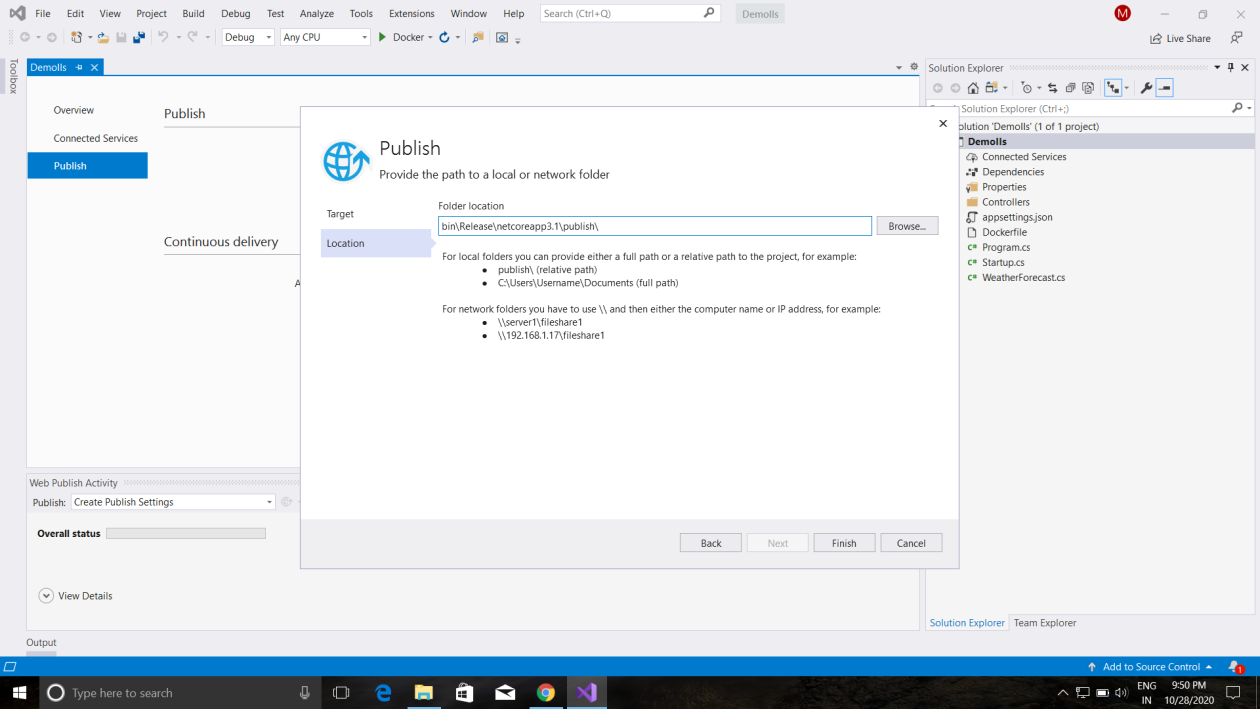 File Edit View Project Build Debug Test Analyze Tools Extensions Window Help Search (Ctrl+Q) DemoIIs M
Debug Any CPU Docker Live Share
Toolbox
DemoIIs
Overview
Connected Services
Publish
Publish
Continuous delivery
A
Publish
Provide the path to a local or network folder
Target
Location
Folder location
bin\Release\netcoreapp3.1\publish\
Browse...
For local folders you can provide either a full path or a relative path to the project, for example:
• publish\ (relative path)
• C:\Users\Username\Documents (full path)
For network folders you have to use \\ and then either the computer name or IP address, for example:
• \\server1\fileshare1
• \\192.168.1.17\fileshare1
Back Next Finish Cancel
Solution Explorer
Solution Explorer (Ctrl+;)
olution 'DemoIIs' (1 of 1 project)
DemoIIs
Connected Services
Dependencies
Properties
Controllers
appsettings.json
Dockerfile
C# Program.cs
C# Startup.cs
C# WeatherForecast.cs
Solution Explorer Team Explorer
Web Publish Activity
Publish: Create Publish Settings
Overall status
View Details
Output
Add to Source Control 1
Type here to search
ENG
IN
9:50 PM
10/28/2020